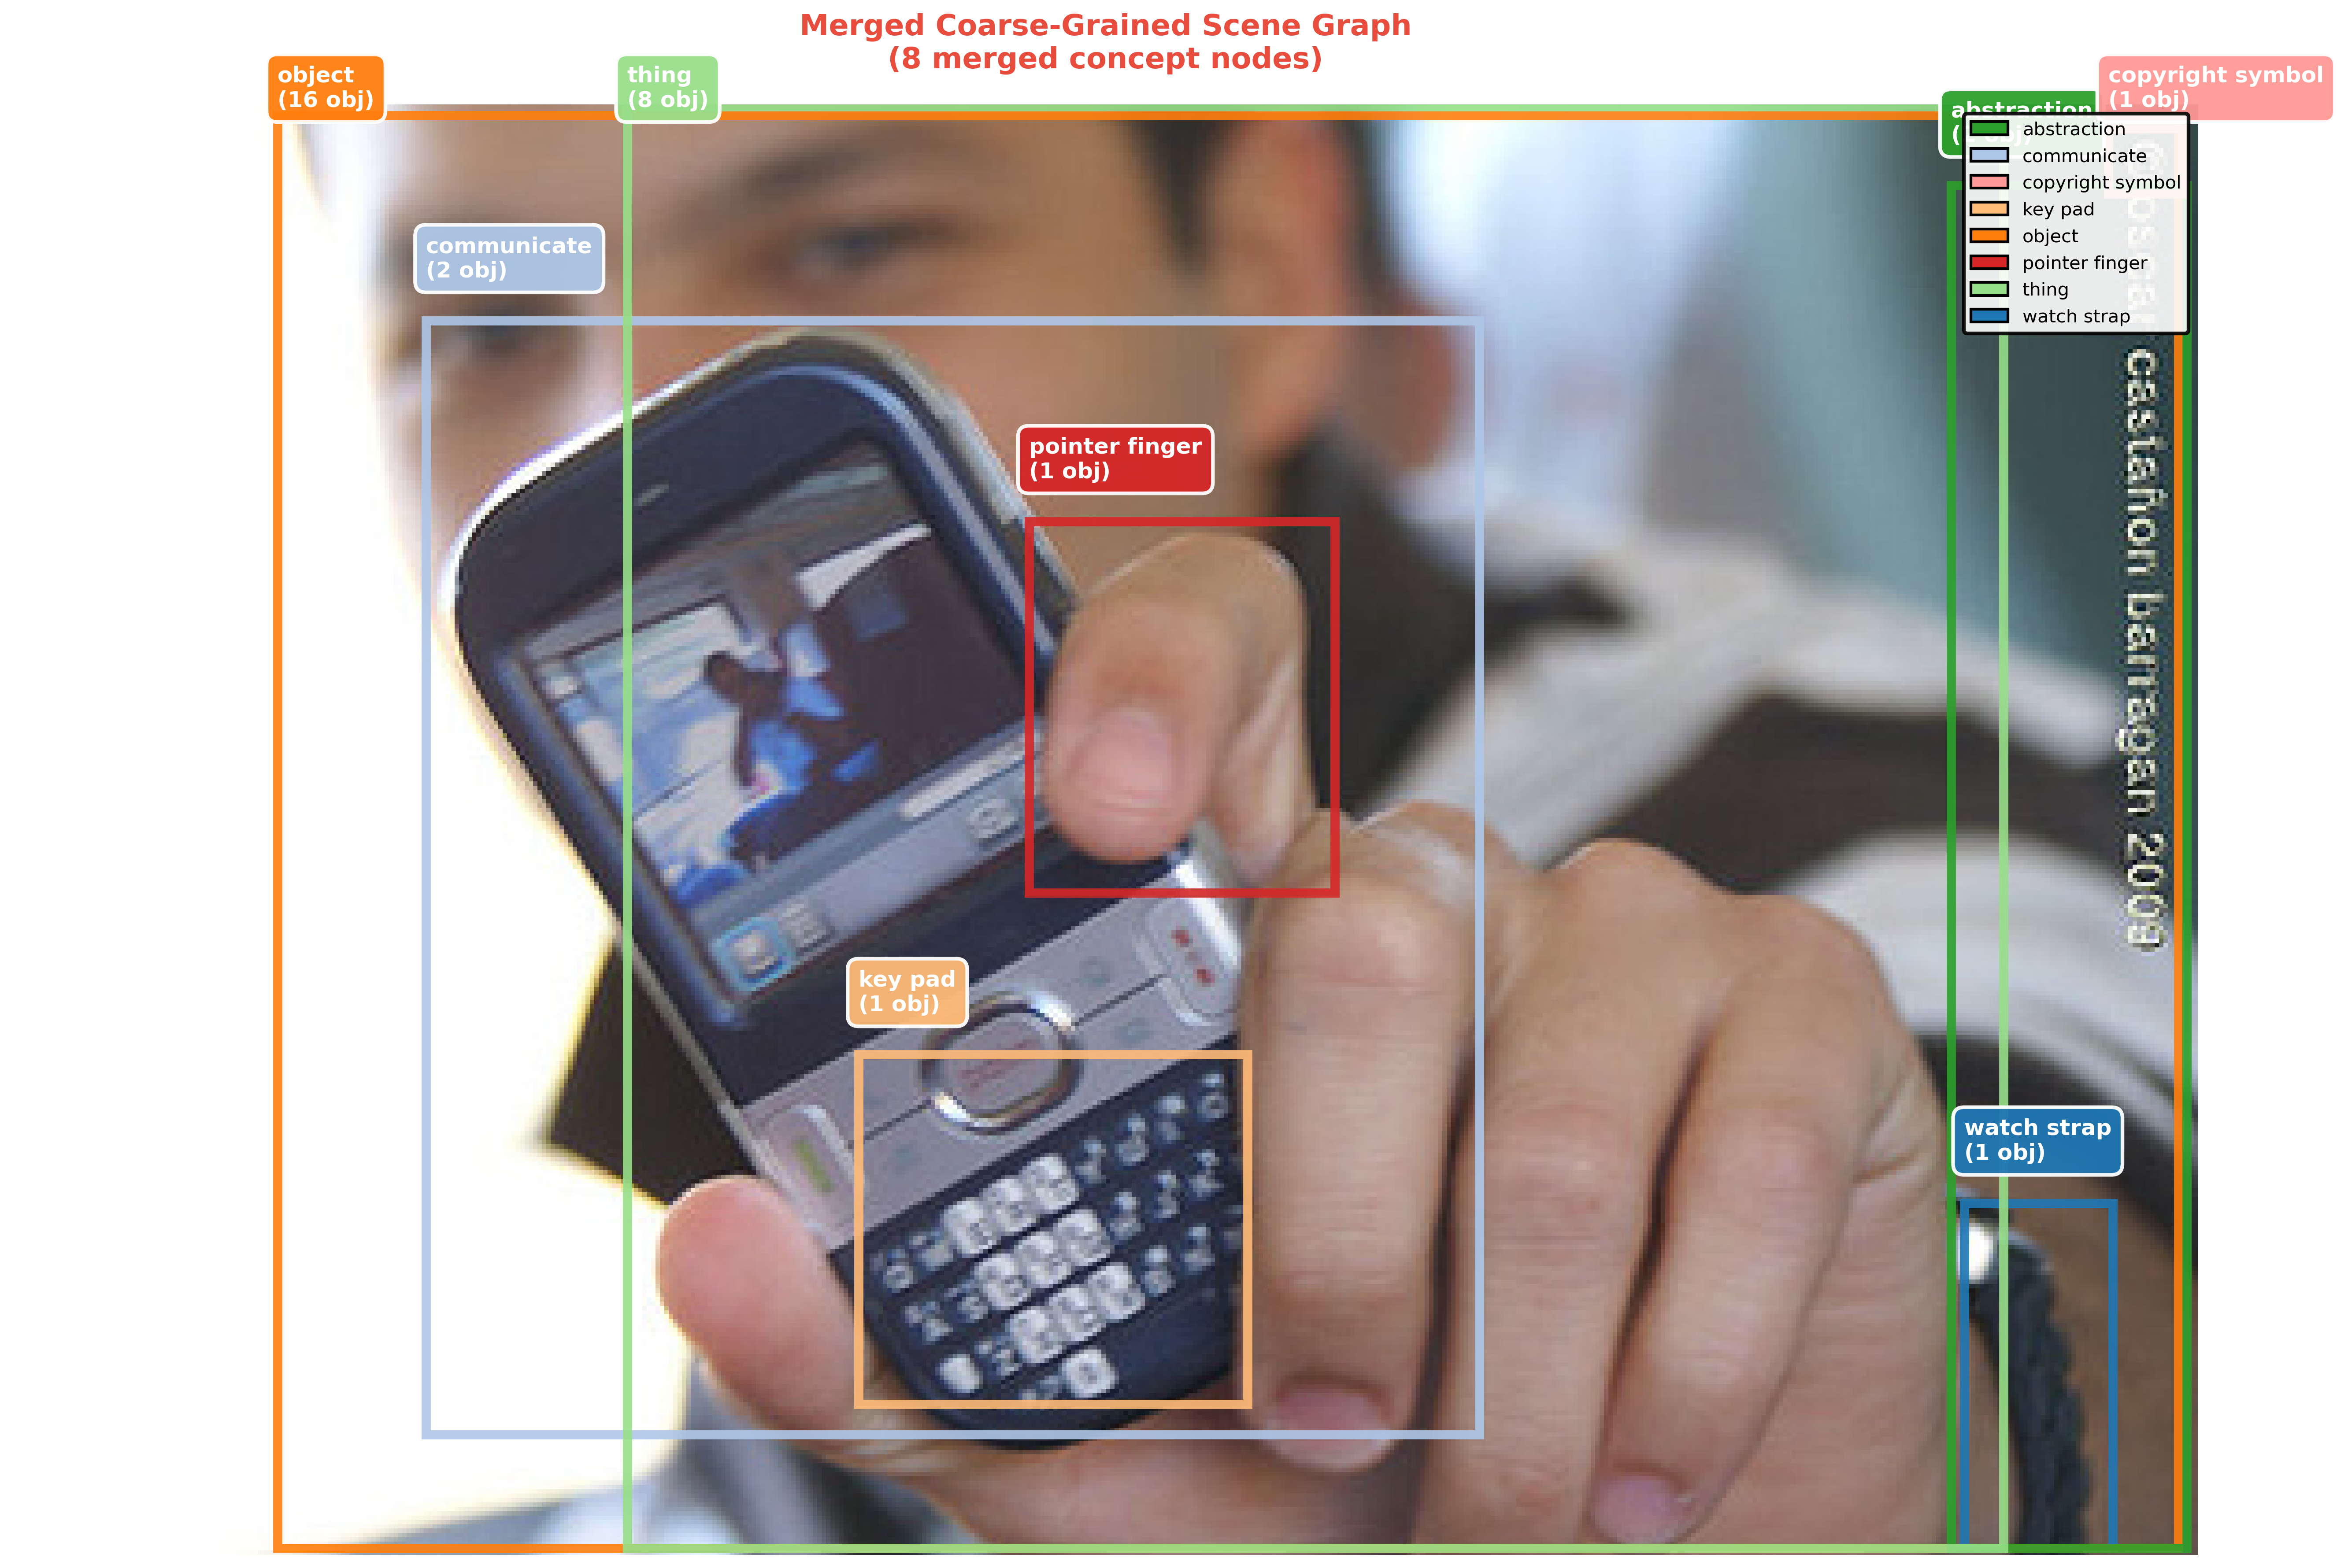 Merged Coarse-Grained Scene Graph
(8 merged concept nodes)
object
(16 obj)
thing
(8 obj)
copyright symbol
(1 obj)
abstraction
abstraction
communicate
copyright symbol
key pad
object
pointer finger
thing
watch strap
communicate
(2 obj)
pointer finger
(1 obj)
castañon barragen 2009
key pad
(1 obj)
watch strap
(1 obj)